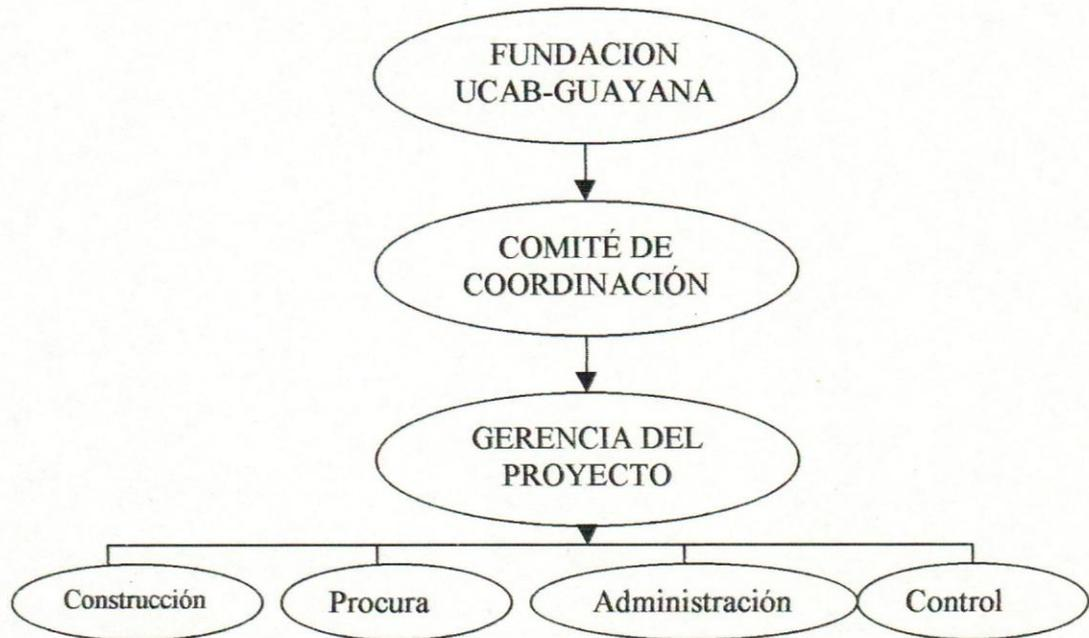 FUNDACION
UCAB-GUAYANA
COMITÉ DE
COORDINACIÓN
GERENCIA DEL
PROYECTO
Construcción
Procura
Administración
Control